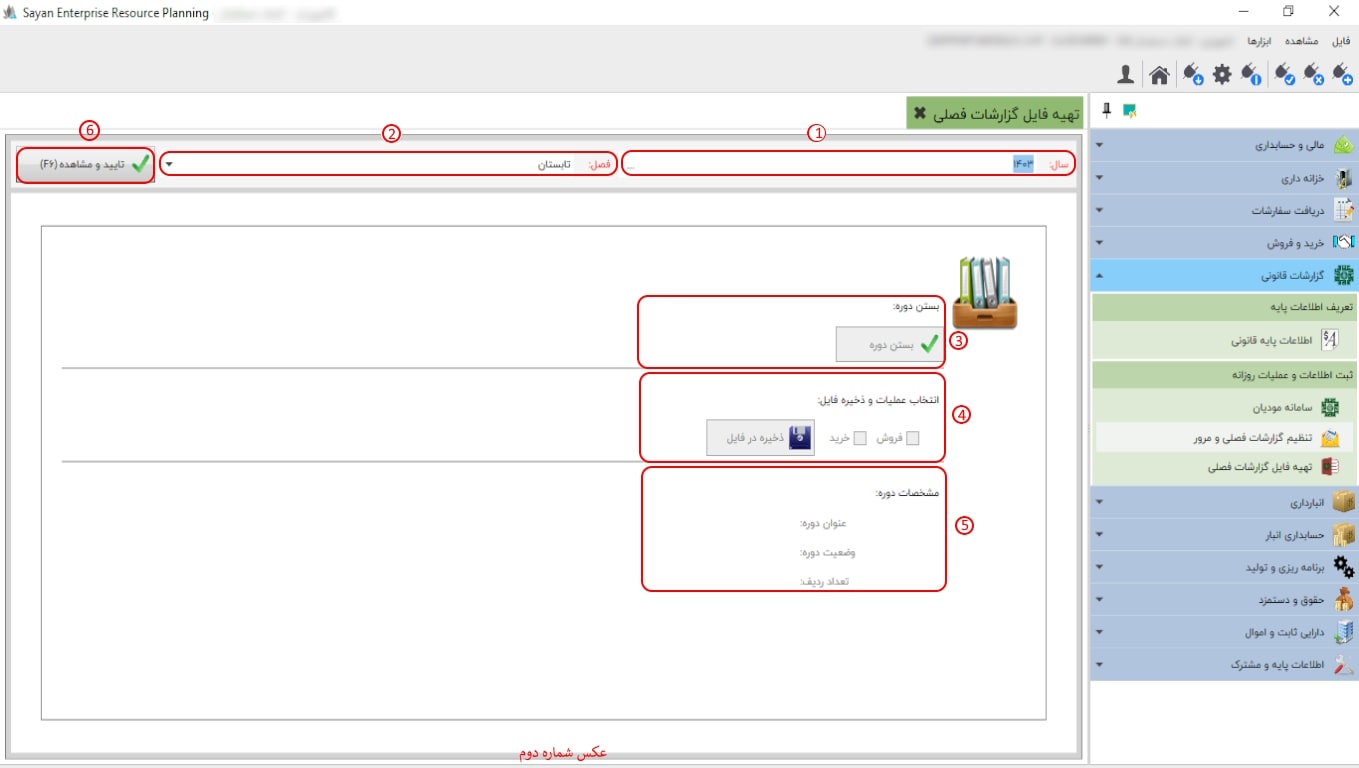 Sayan Enterprise Resource Planning
فایل مشاهده ابزارها
تهیه فایل گزارشات فصلی
①
②
⑥
سال: ۱۴۰۳
فصل: تابستان
تایید و مشاهده (F۶)
بستن دوره:
بستن دوره
③
انتخاب عملیات و ذخیره فایل:
④
فروش خرید ذخیره در فایل
مشخصات دوره:
⑤
عنوان دوره:
وضعیت دوره:
تعداد ردیف:
عکس شماره دوم
مالی و حسابداری
خزانه داری
دریافت سفارشات
خرید و فروش
گزارشات قانونی
تعریف اطلاعات پایه
اطلاعات پایه قانونی
ثبت اطلاعات و عملیات روزانه
سامانه مودیان
تنظیم گزارشات فصلی و مرور
تهیه فایل گزارشات فصلی
انبارداری
حسابداری انبار
برنامه ریزی و تولید
حقوق و دستمزد
دارایی ثابت و اموال
اطلاعات پایه و مشترک